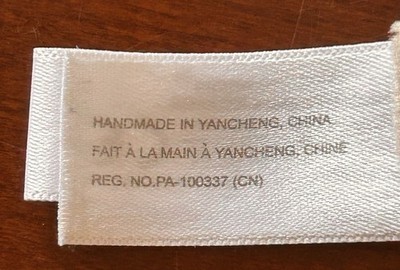 HANDMADE IN YANCHENG, CHINA
FAIT À LA MAIN À YANCHENG, CHINE
REG. NO.PA-100337 (CN)